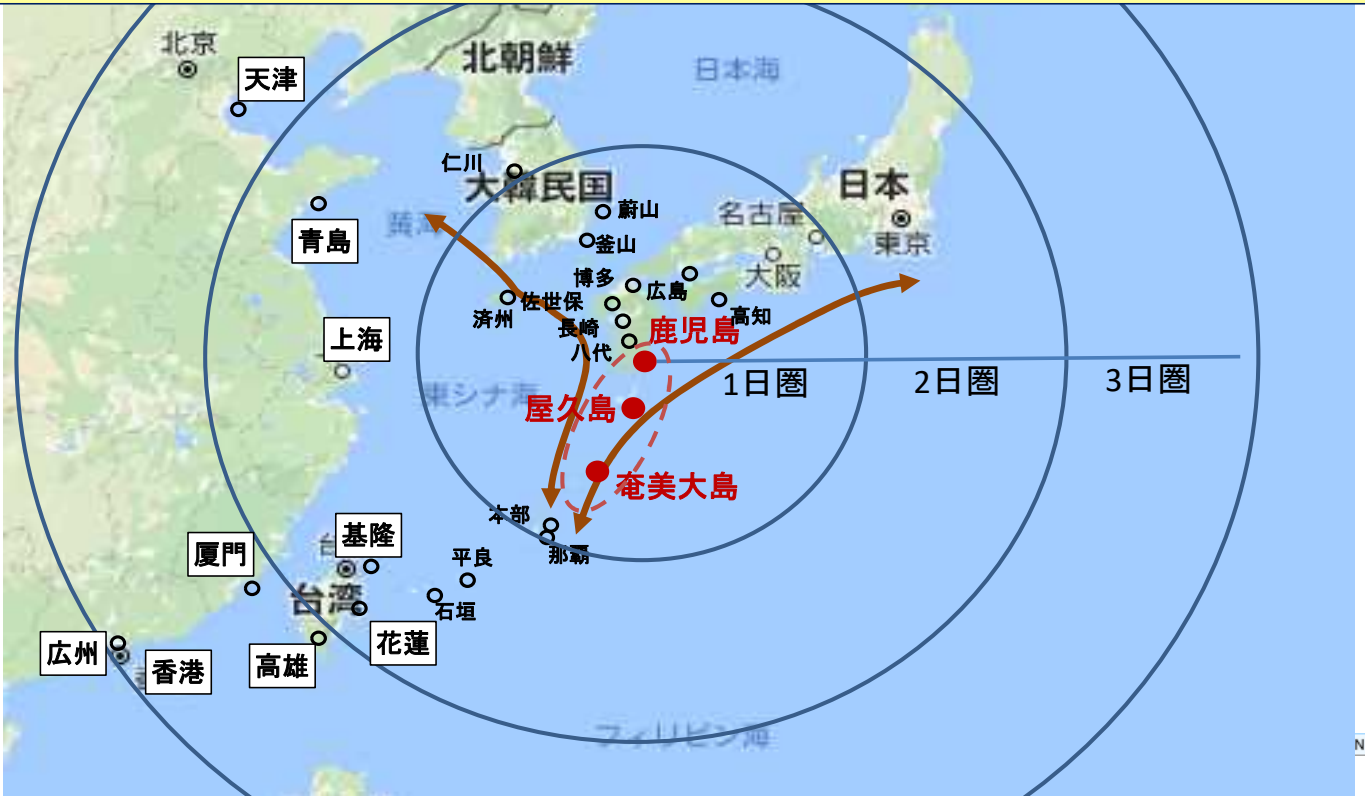 北京
天津
北朝鮮
日本海
仁川
大韓民国
蔚山
日本
名古屋
東京
青島
黄海
釜山
博多
広島
大阪
佐世保
済州
高知
長崎
鹿児島
上海
八代
1日圏
2日圏
3日圏
東シナ海
屋久島
奄美大島
本部
那覇
基隆
厦門
平良
台湾
石垣
花蓮
広州
香港
高雄
フィリピン海
N